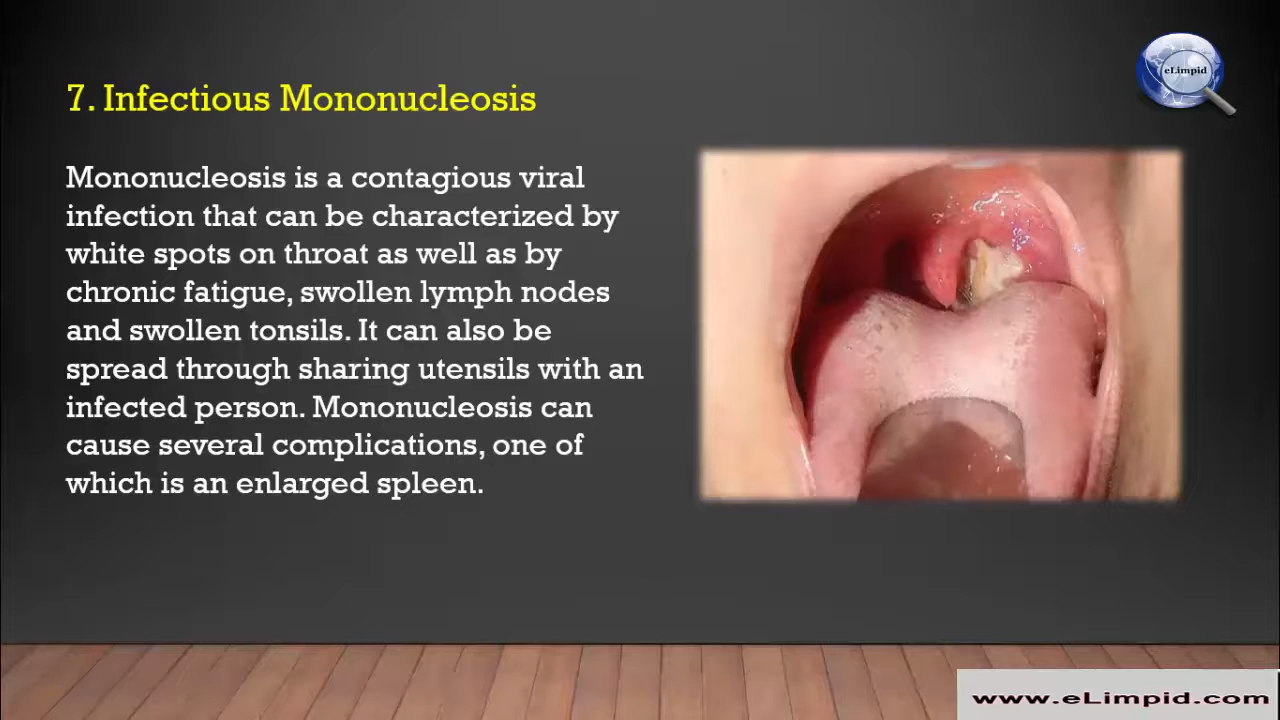 eLimpid
7. Infectious Mononucleosis
Mononucleosis is a contagious viral
infection that can be characterized by
white spots on throat as well as by
chronic fatigue, swollen lymph nodes
and swollen tonsils. It can also be
spread through sharing utensils with an
infected person. Mononucleosis can
cause several complications, one of
which is an enlarged spleen.
www.eLimpid.com